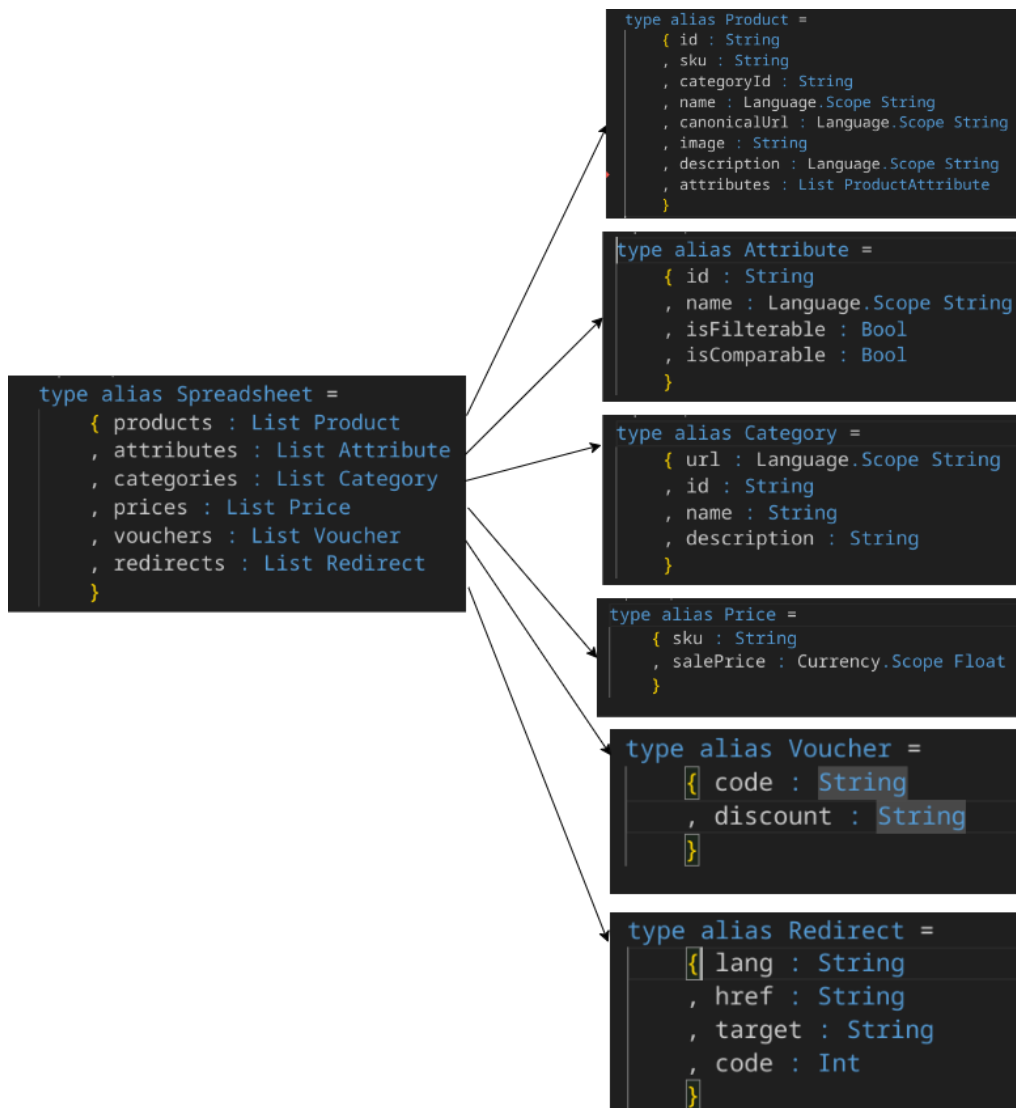 type alias Spreadsheet =
{ products : List Product
, attributes : List Attribute
, categories : List Category
, prices : List Price
, vouchers : List Voucher
, redirects : List Redirect
}
type alias Product =
{ id : String
, sku : String
, categoryId : String
, name : Language.Scope String
, canonicalUrl : Language.Scope String
, image : String
, description : Language.Scope String
, attributes : List ProductAttribute
}
type alias Attribute =
{ id : String
, name : Language.Scope String
, isFilterable : Bool
, isComparable : Bool
}
type alias Category =
{ url : Language.Scope String
, id : String
, name : String
, description : String
}
type alias Price =
{ sku : String
, salePrice : Currency.Scope Float
}
type alias Voucher =
{ code : String
, discount : String
}
type alias Redirect =
{ lang : String
, href : String
, target : String
, code : Int
}